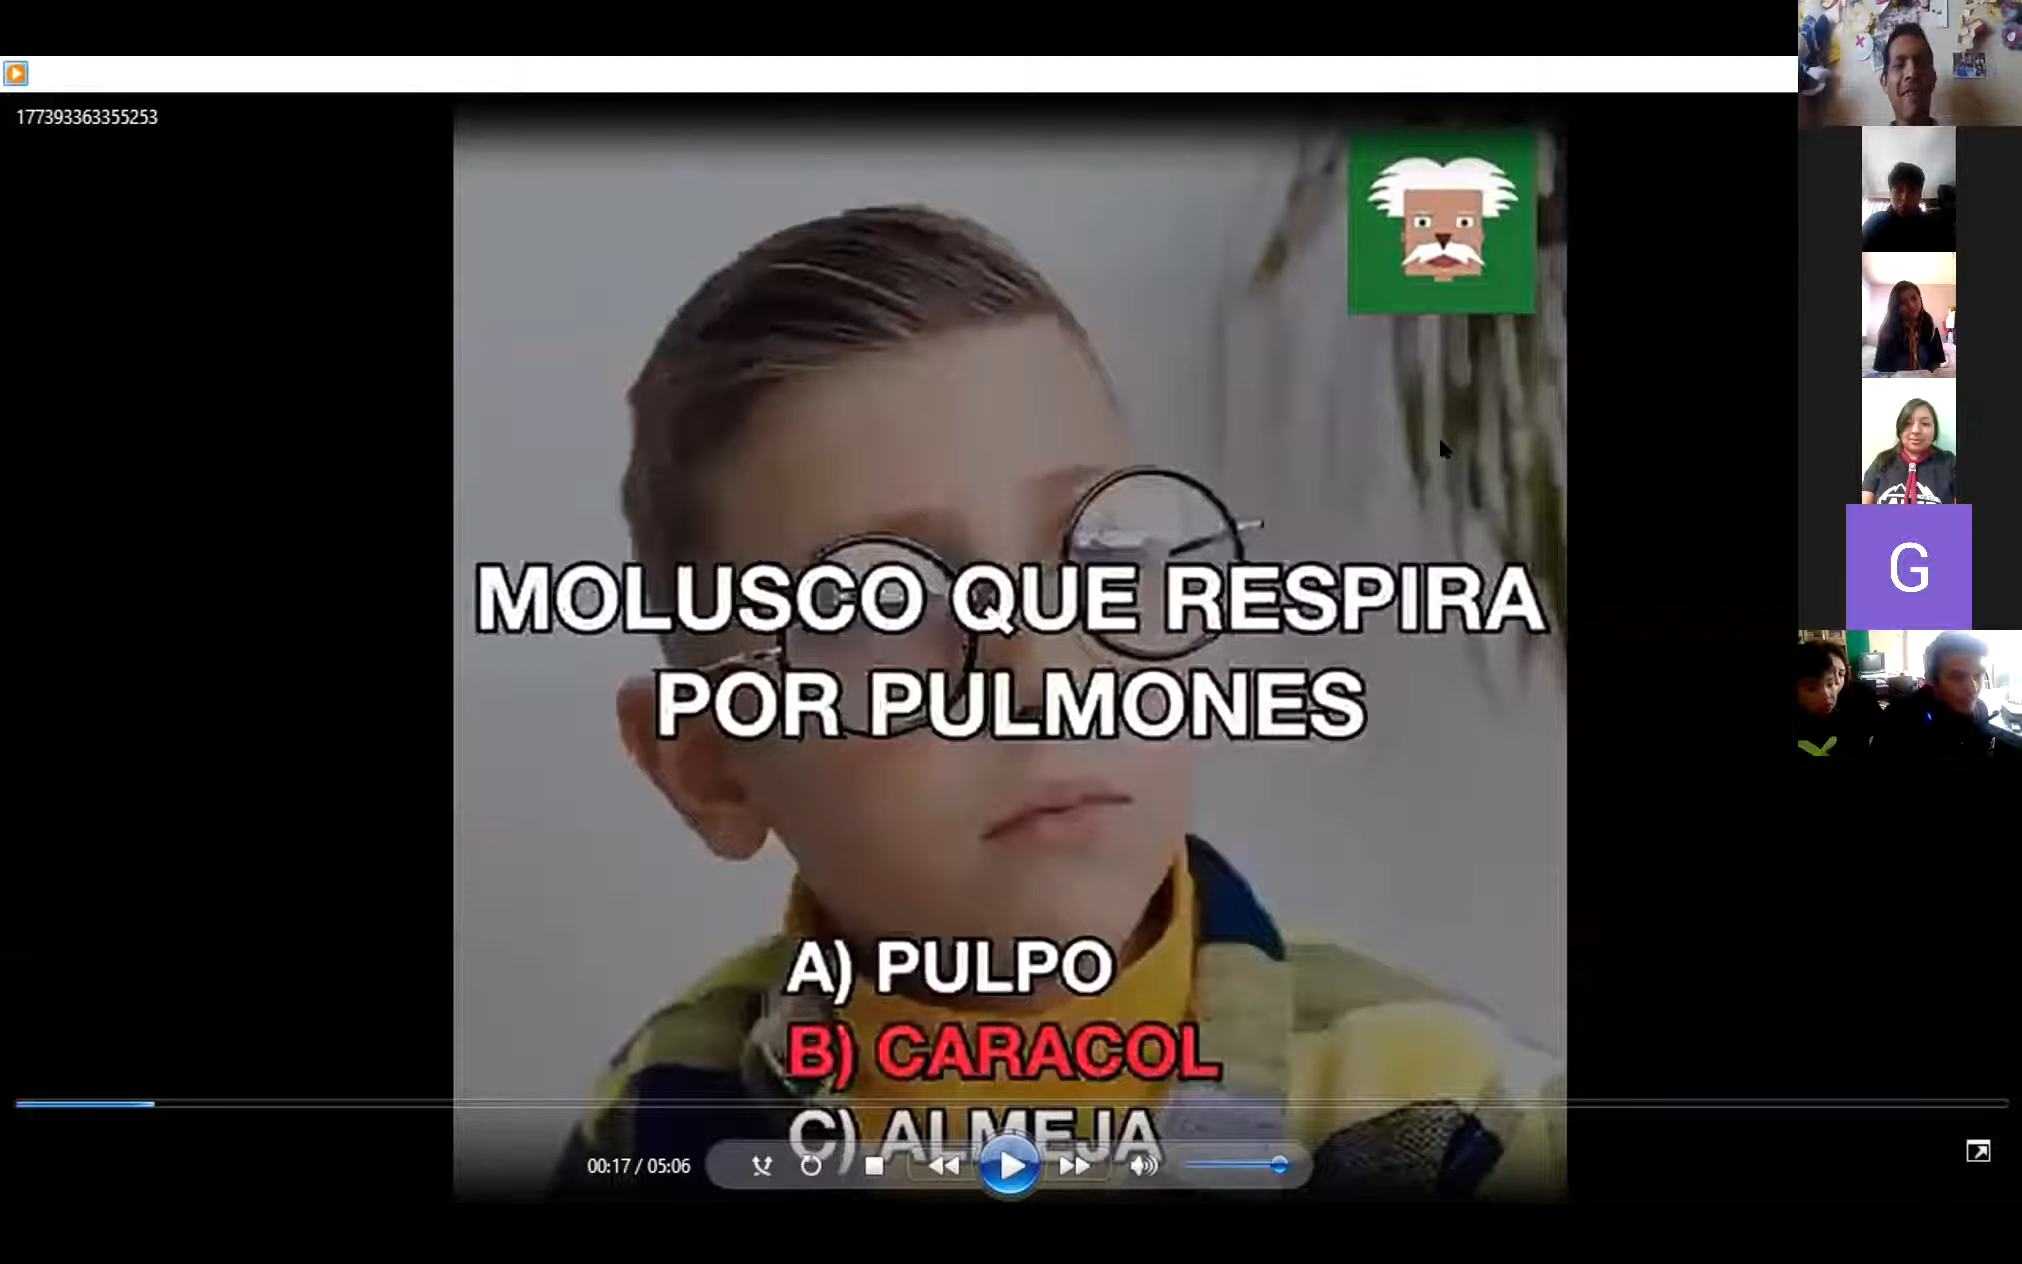 177393363355253
MOLUSCO QUE RESPIRA
POR PULMONES
A) PULPO
B) CARACOL
C) ALMEJA
00:17 / 05:06
G